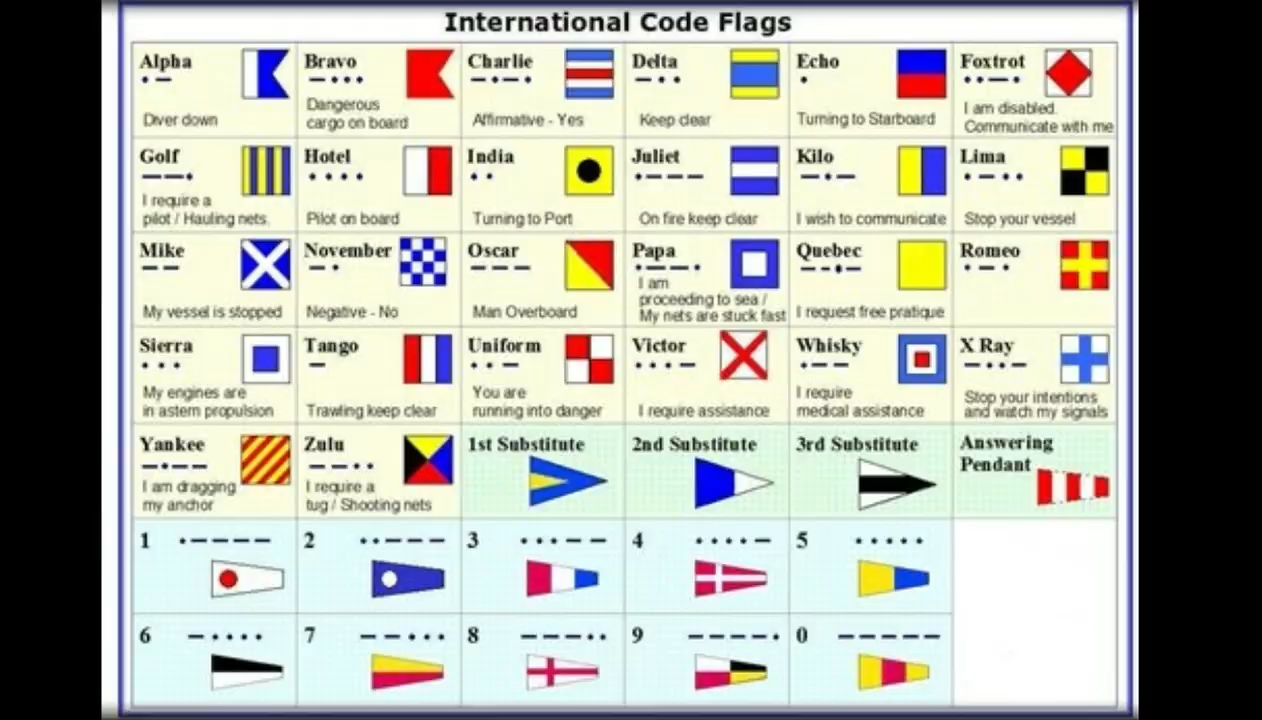 International Code Flags
Alpha
Diver down
Bravo
Dangerous
cargo on board
Charlie
Affirmative - Yes
Delta
Keep clear
Echo
Turning to Starboard
Foxtrot
I am disabled.
Communicate with me
Golf
I require a
pilot / Hauling nets.
Hotel
Pilot on board
India
Turning to Port
Juliet
On fire keep clear
Kilo
I wish to communicate
Lima
Stop your vessel
Mike
My vessel is stopped
November
Negative - No
Oscar
Man Overboard
Papa
I am
proceeding to sea /
My nets are stuck fast
Quebec
I request free pratique
Romeo
Sierra
My engines are
in astern propulsion
Tango
Trawling keep clear
Uniform
You are
running into danger
Victor
I require assistance
Whisky
I require
medical assistance
X Ray
Stop your intentions
and watch my signals
Yankee
I am dragging
my anchor
Zulu
I require a
tug / Shooting nets
1st Substitute
2nd Substitute
3rd Substitute
Answering
Pendant
1
2
3
4
5
6
7
8
9
0